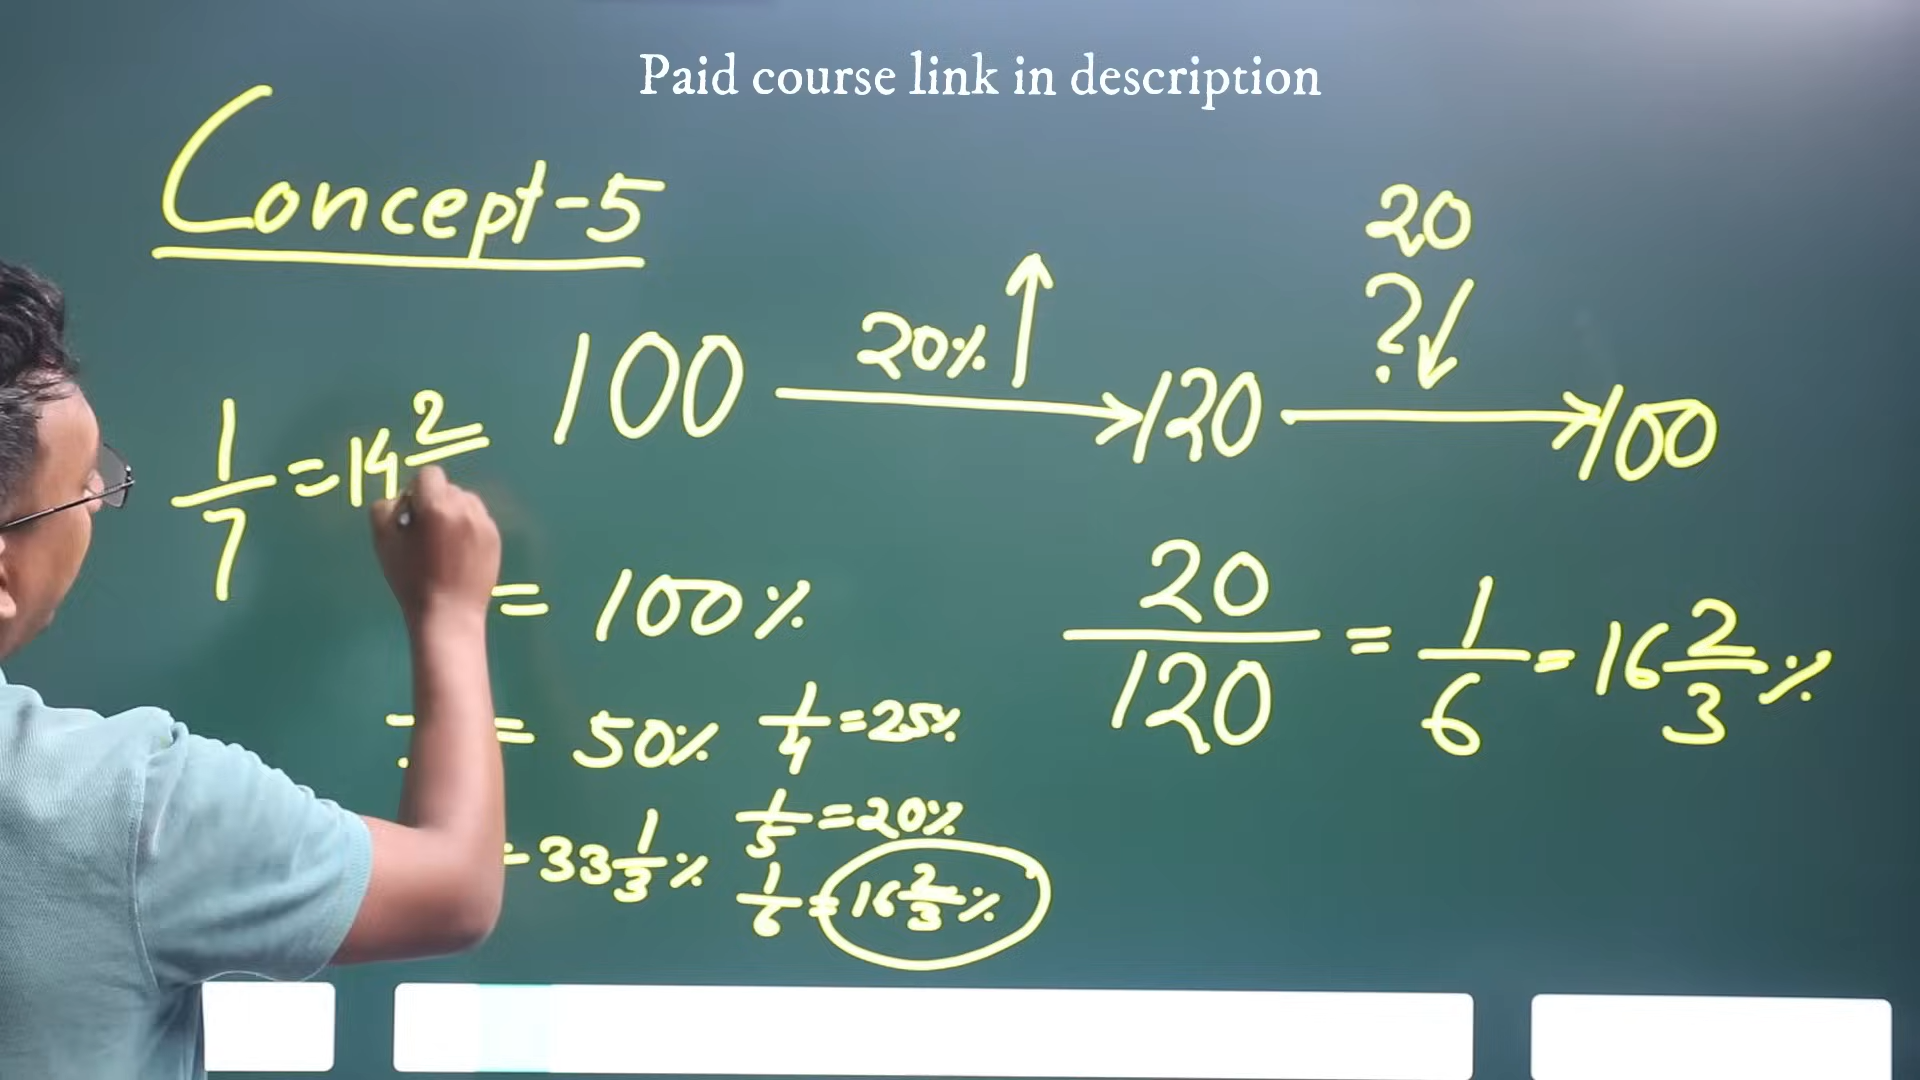 Paid course link in description
Concept-5
100 20% ↑ → 120 20 ? ↓ → 100
1/7 = 14 2/
= 100%
20/120 = 1/6 = 16 2/3 %
= 50%
1/4 = 25%
1/5 = 20%
- 33 1/3 %
1/6 = 16 2/3 %